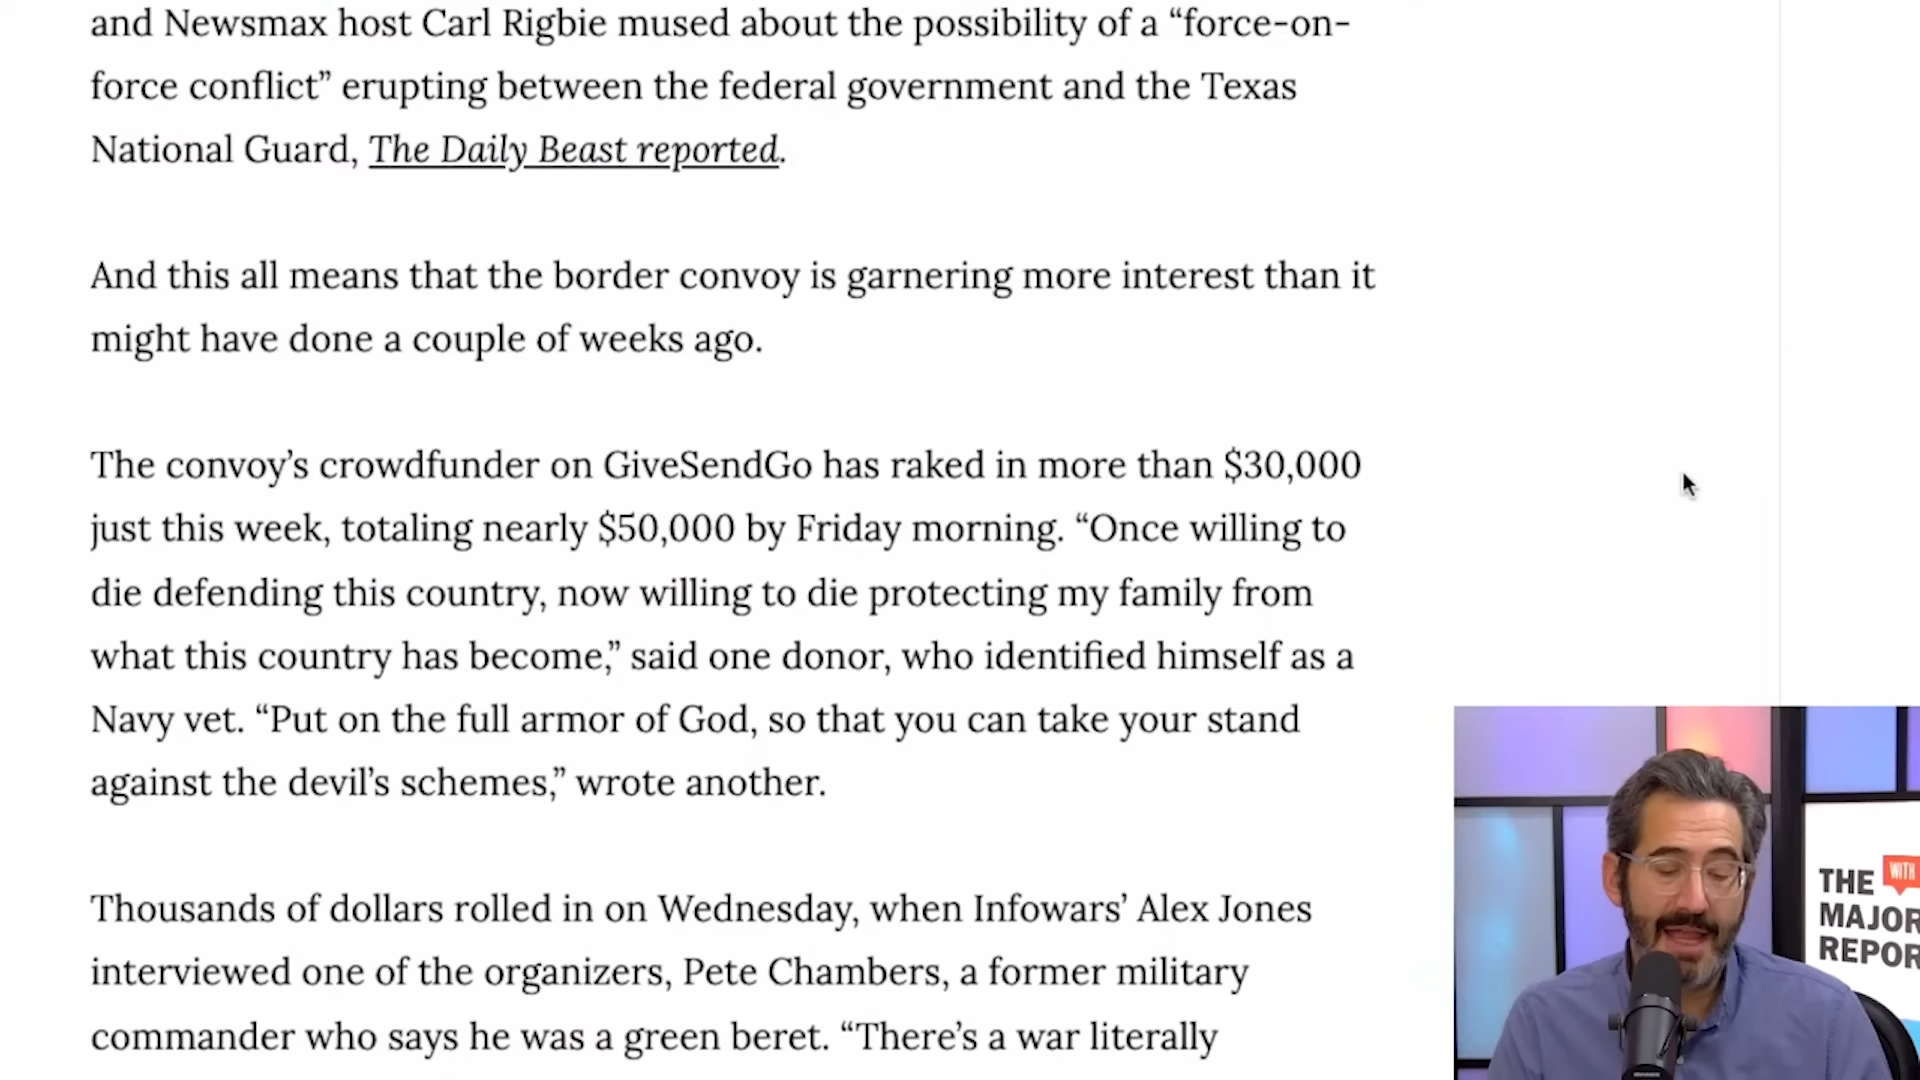 and Newsmax host Carl Rigbie mused about the possibility of a “force-on-
force conflict” erupting between the federal government and the Texas
National Guard, The Daily Beast reported.
And this all means that the border convoy is garnering more interest than it
might have done a couple of weeks ago.
The convoy’s crowdfunder on GiveSendGo has raked in more than $30,000
just this week, totaling nearly $50,000 by Friday morning. “Once willing to
die defending this country, now willing to die protecting my family from
what this country has become,” said one donor, who identified himself as a
Navy vet. “Put on the full armor of God, so that you can take your stand
against the devil’s schemes,” wrote another.
Thousands of dollars rolled in on Wednesday, when Infowars’ Alex Jones
interviewed one of the organizers, Pete Chambers, a former military
commander who says he was a green beret. “There’s a war literally
THE WITH
MAJOR
REPOR